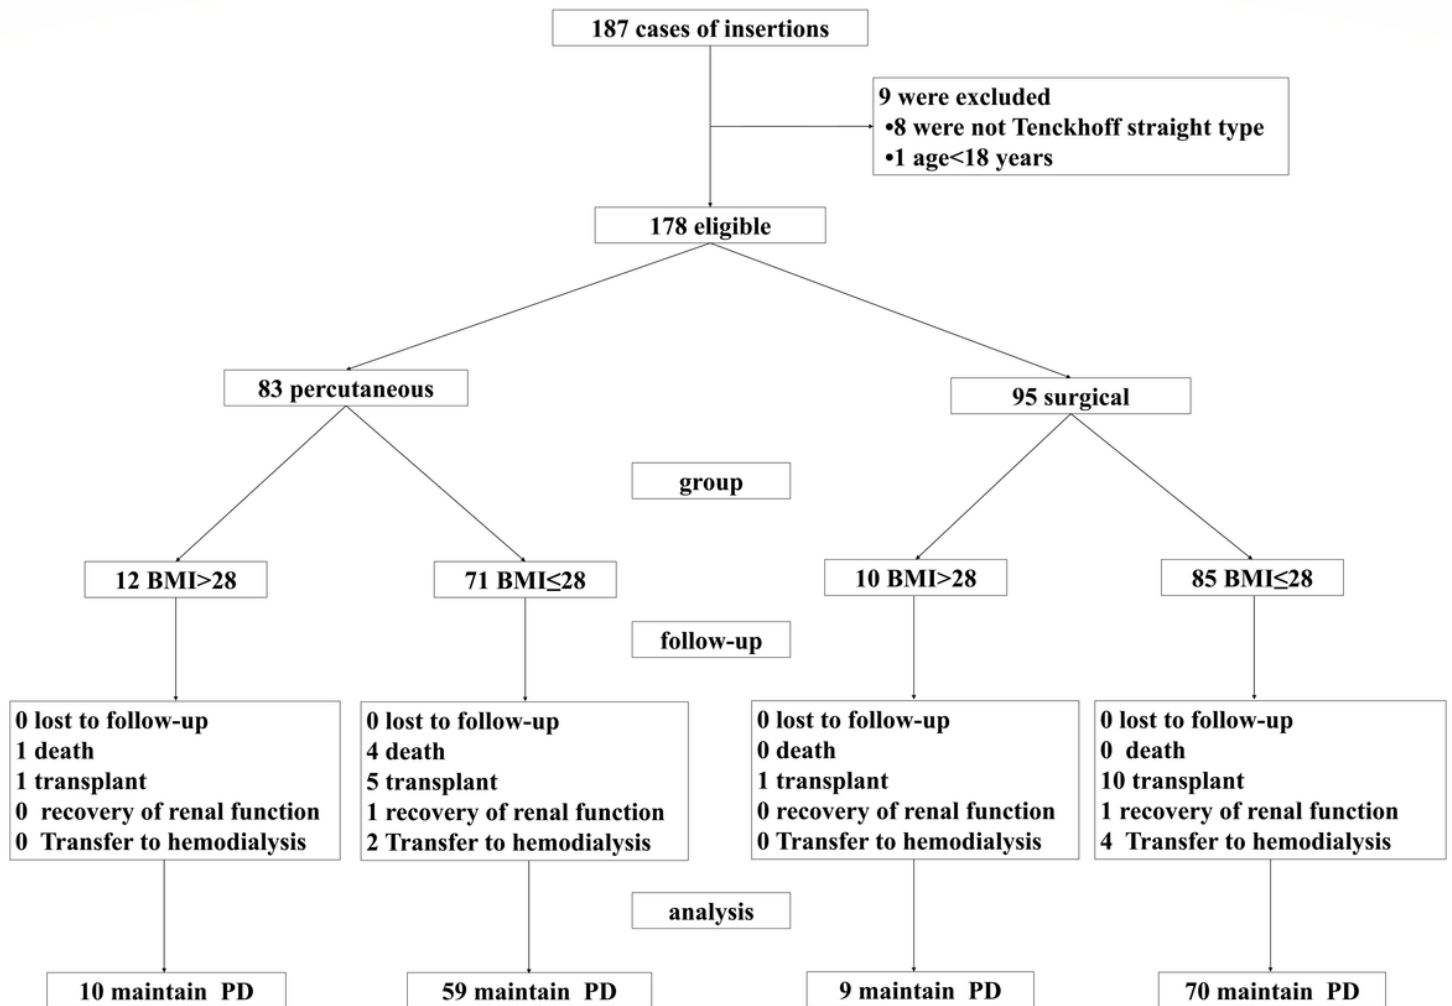 187 cases of insertions
9 were excluded
•8 were not Tenckhoff straight type
•1 age<18 years
178 eligible
83 percutaneous
95 surgical
group
12 BMI>28
71 BMI≤28
10 BMI>28
85 BMI≤28
follow-up
0 lost to follow-up
1 death
1 transplant
0 recovery of renal function
0 Transfer to hemodialysis
0 lost to follow-up
4 death
5 transplant
1 recovery of renal function
2 Transfer to hemodialysis
0 lost to follow-up
0 death
1 transplant
0 recovery of renal function
0 Transfer to hemodialysis
0 lost to follow-up
0 death
10 transplant
1 recovery of renal function
4 Transfer to hemodialysis
analysis
10 maintain PD
59 maintain PD
9 maintain PD
70 maintain PD